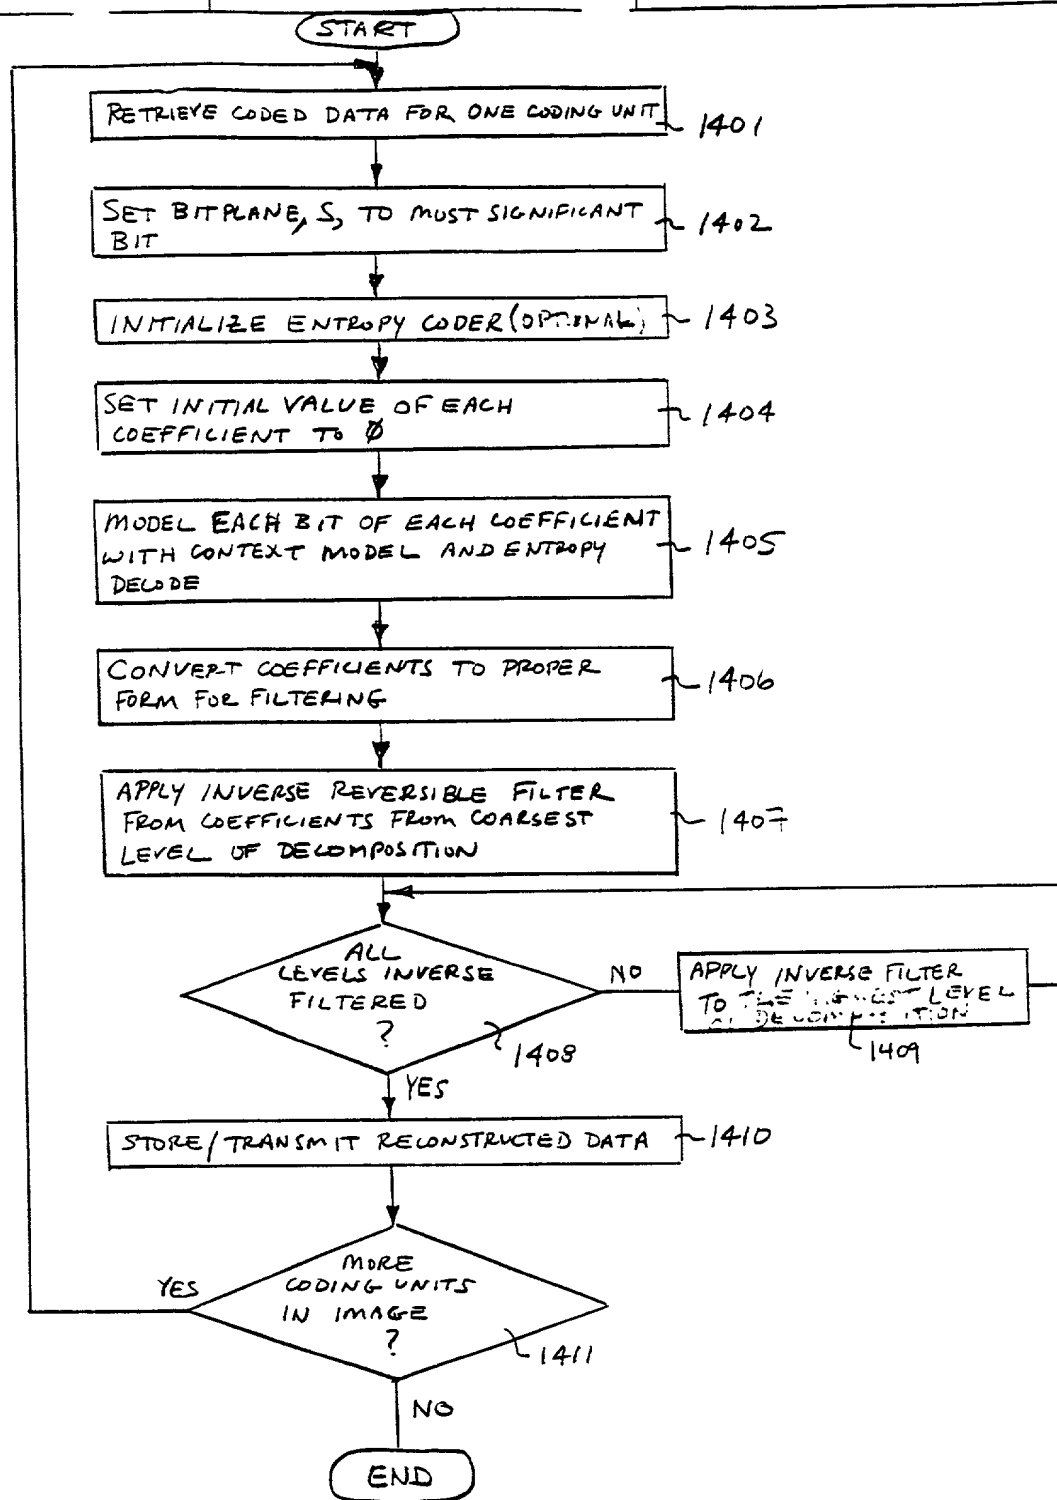 START
RETRIEVE CODED DATA FOR ONE CODING UNIT
1401
SET BITPLANE, S, TO MUST SIGNIFICANT
BIT
1402
INITIALIZE ENTROPY CODER (OPTIONAL)
1403
SET INITIAL VALUE OF EACH
COEFFICIENT TO Ø
1404
MODEL EACH BIT OF EACH COEFFICIENT
WITH CONTEXT MODEL AND ENTROPY
DECODE
1405
CONVERT COEFFICIENTS TO PROPER
FORM FOR FILTERING
1406
APPLY INVERSE REVERSIBLE FILTER
FROM COEFFICIENTS FROM COARSEST
LEVEL OF DECOMPOSITION
1407
ALL
LEVELS INVERSE
FILTERED
?
1408
NO
APPLY INVERSE FILTER
TO THE LEVEL
DECOMPOSITION
1409
YES
STORE/TRANSMIT RECONSTRUCTED DATA
1410
MORE
CODING UNITS
IN IMAGE
?
1411
YES
NO
END